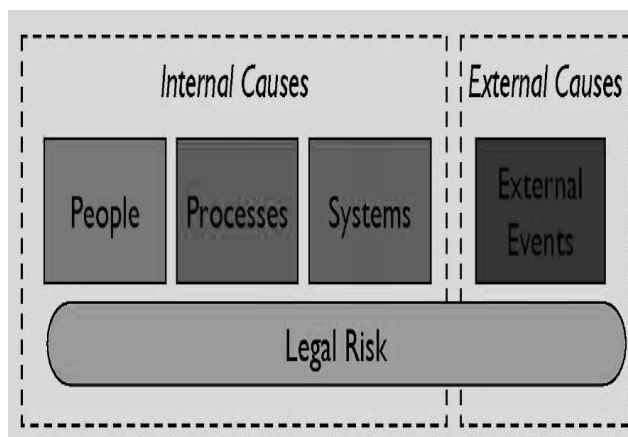 Internal Causes
External Causes
People
Processes
Systems
External
Events
Legal Risk